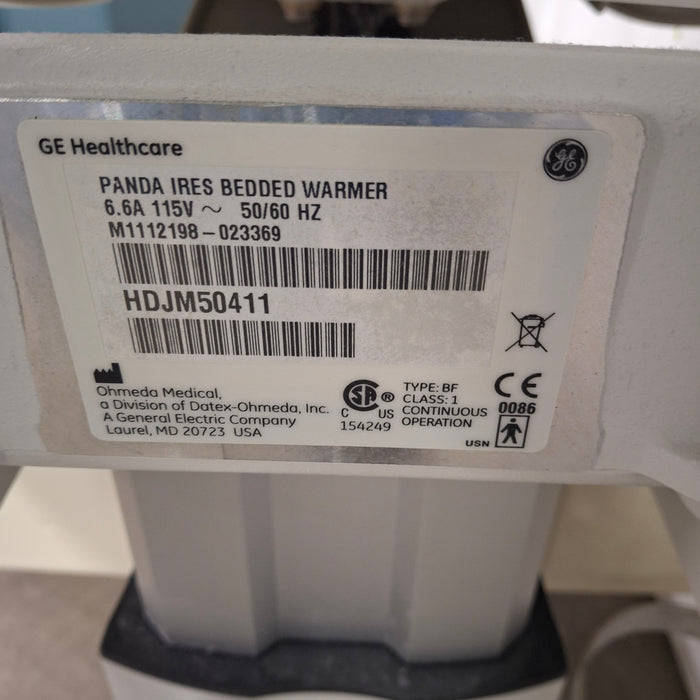 GE Healthcare
GE
PANDA IRES BEDDED WARMER
6.6A 115V ~ 50/60 HZ
M1112198-023369
HDJM50411
Ohmeda Medical,
a Division of Datex-Ohmeda, Inc.
A General Electric Company
Laurel, MD 20723 USA
SA ®
C US
154249
TYPE: BF
CLASS: 1
CONTINUOUS
OPERATION
CE
0086
USN